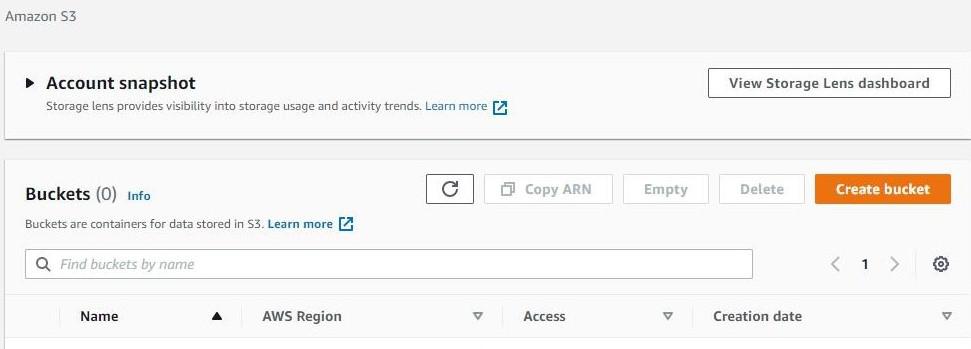 Amazon S3
Account snapshot
View Storage Lens dashboard
Storage lens provides visibility into storage usage and activity trends. Learn more
Buckets (0) Info
Copy ARN
Empty
Delete
Create bucket
Buckets are containers for data stored in S3. Learn more
Find buckets by name
1
Name
AWS Region
Access
Creation date